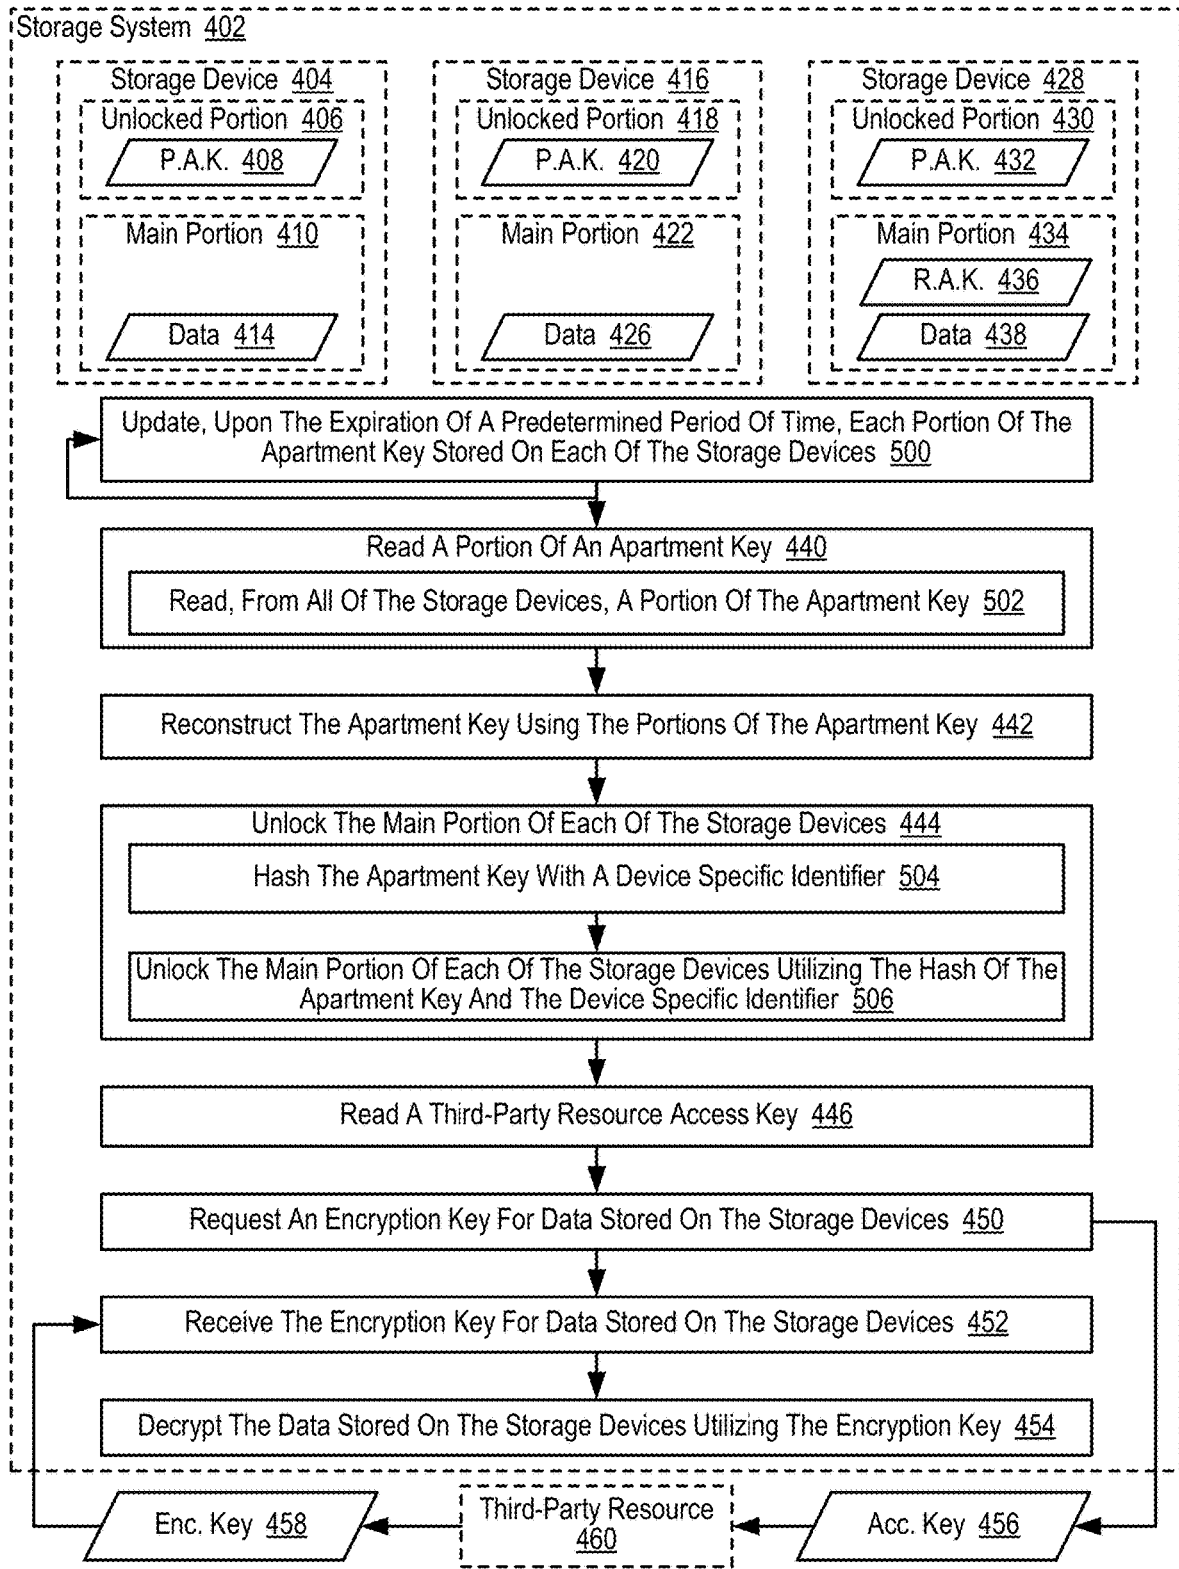 Storage System 402
Storage Device 404
Unlocked Portion 406
P.A.K. 408
Main Portion 410
Data 414
Storage Device 416
Unlocked Portion 418
P.A.K. 420
Main Portion 422
Data 426
Storage Device 428
Unlocked Portion 430
P.A.K. 432
Main Portion 434
R.A.K. 436
Data 438
Update, Upon The Expiration Of A Predetermined Period Of Time, Each Portion Of The
Apartment Key Stored On Each Of The Storage Devices 500
Read A Portion Of An Apartment Key 440
Read, From All Of The Storage Devices, A Portion Of The Apartment Key 502
Reconstruct The Apartment Key Using The Portions Of The Apartment Key 442
Unlock The Main Portion Of Each Of The Storage Devices 444
Hash The Apartment Key With A Device Specific Identifier 504
Unlock The Main Portion Of Each Of The Storage Devices Utilizing The Hash Of The
Apartment Key And The Device Specific Identifier 506
Read A Third-Party Resource Access Key 446
Request An Encryption Key For Data Stored On The Storage Devices 450
Receive The Encryption Key For Data Stored On The Storage Devices 452
Decrypt The Data Stored On The Storage Devices Utilizing The Encryption Key 454
Enc. Key 458
Third-Party Resource
460
Acc. Key 456